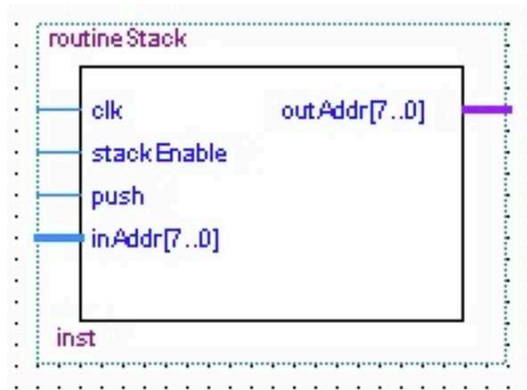 routineStack
clk outAddr[7..0]
stackEnable
push
inAddr[7..0]
inst